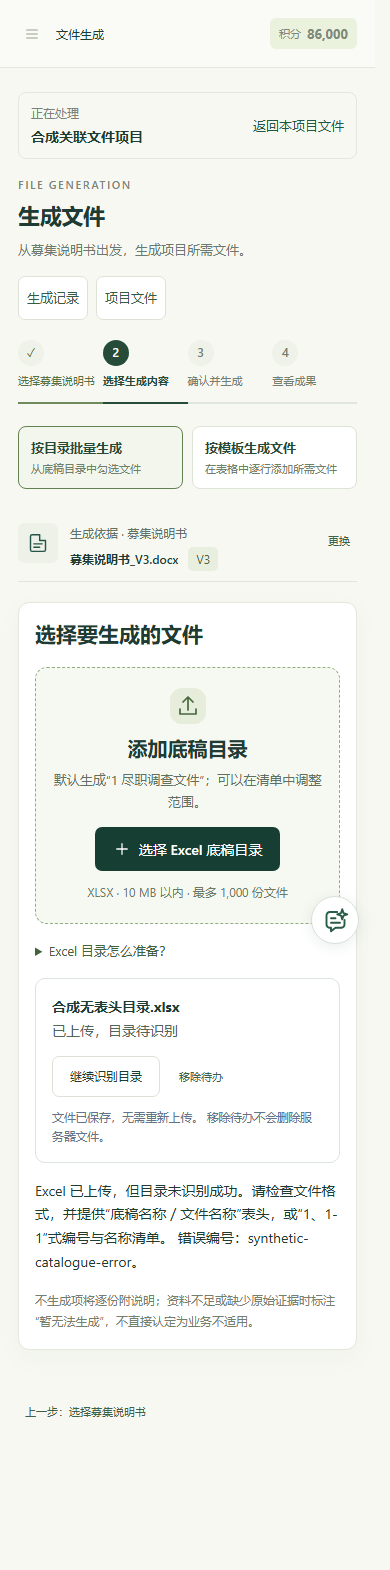 文件生成
积分 86,000
正在处理
合成关联文件项目
返回本项目文件
FILE GENERATION
生成文件
从募集说明书出发，生成项目所需文件。
生成记录
项目文件
✓
选择募集说明书
2
选择生成内容
3
确认并生成
4
查看成果
按目录批量生成
从底稿目录中勾选文件
按模板生成文件
在表格中逐行添加所需文件
生成依据 · 募集说明书
募集说明书_V3.docx V3
更换
选择要生成的文件
添加底稿目录
默认生成“1 尽职调查文件”；可以在清单中调整
范围。
＋ 选择 Excel 底稿目录
XLSX · 10 MB 以内 · 最多 1,000 份文件
▶ Excel 目录怎么准备？
合成无表头目录.xlsx
已上传，目录待识别
继续识别目录
移除待办
文件已保存，无需重新上传。 移除待办不会删除服
务器文件。
Excel 已上传，但目录未识别成功。请检查文件格
式，并提供“底稿名称 / 文件名称”表头，或“1、1-
1”式编号与名称清单。 错误编号：synthetic-
catalogue-error。
不生成项将逐份附说明；资料不足或缺少原始证据时标注
“暂无法生成”，不直接认定为业务不适用。
上一步：选择募集说明书